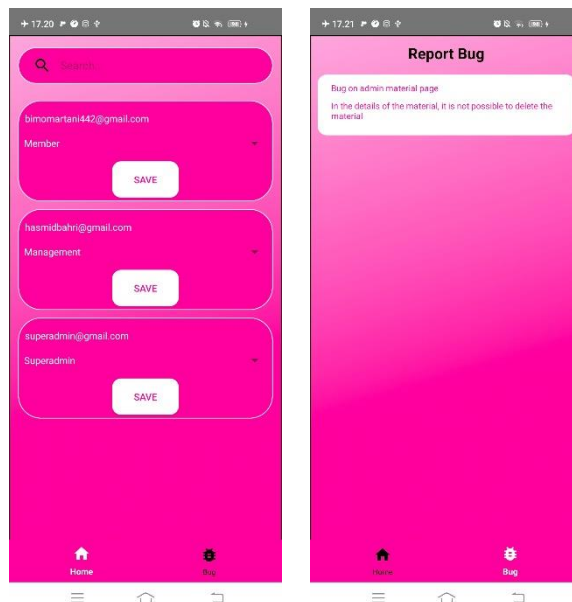 17.20
Search...
bimomartani442@gmail.com
Member
SAVE
hasmidbahri@gmail.com
Management
SAVE
superadmin@gmail.com
Superadmin
SAVE
Home
Bug
17.21
Report Bug
Bug on admin material page
In the details of the material, it is not possible to delete the
material
Home
Bug